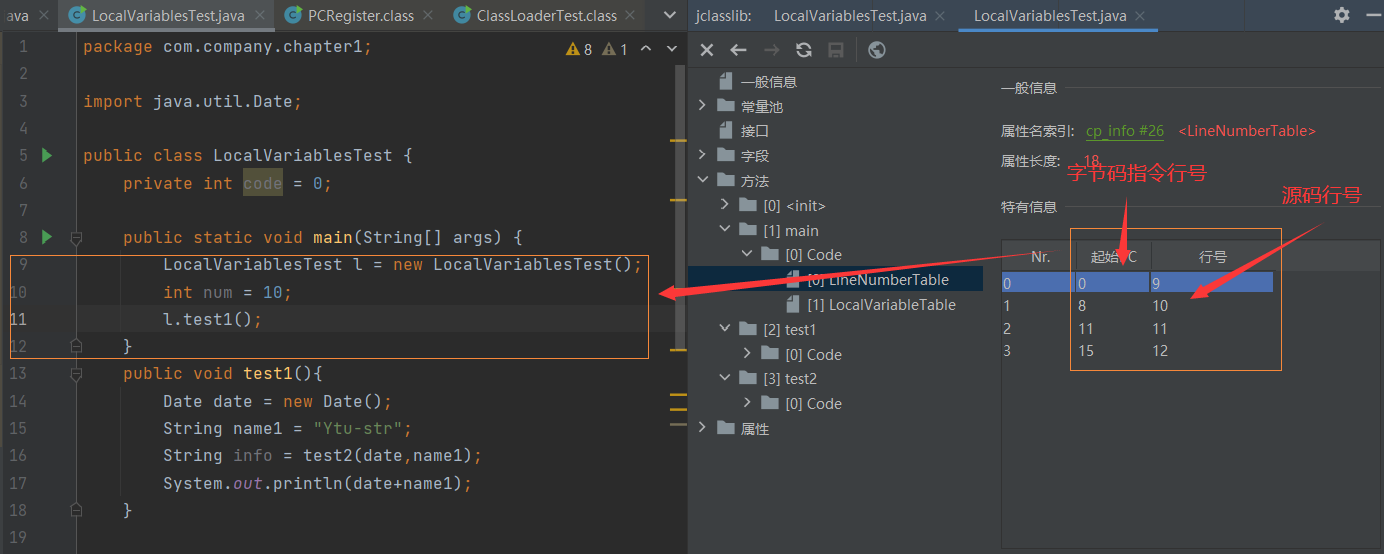 ava LocalVariablesTest.java PCRegister.class ClassLoaderTest.class
1 package com.company.chapter1;
8 1
2
3 import java.util.Date;
4
5 public class LocalVariablesTest {
6 private int code = 0;
7
8 public static void main(String[] args) {
9 LocalVariablesTest l = new LocalVariablesTest();
10 int num = 10;
11 l.test1();
12 }
13 public void test1(){
14 Date date = new Date();
15 String name1 = "Ytu-str";
16 String info = test2(date,name1);
17 System.out.println(date+name1);
18 }
19
jclasslib: LocalVariablesTest.java LocalVariablesTest.java
一般信息
常量池
接口
字段
方法
[0] <init>
[1] main
[0] Code
[0] LineNumberTable
[1] LocalVariableTable
[2] test1
[0] Code
[3] test2
[0] Code
属性
一般信息
属性名索引: cp_info #26 <LineNumberTable>
属性长度: 18
字节码指令行号
源码行号
特有信息
Nr. 起始PC 行号
0 0 9
1 8 10
2 11 11
3 15 12